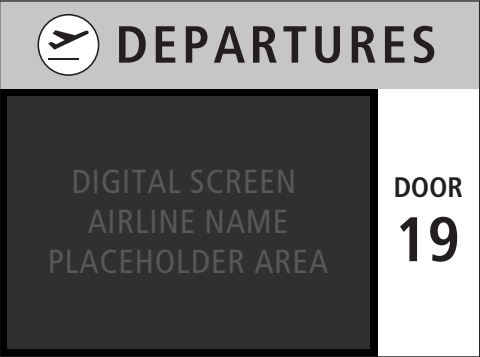 DEPARTURES
DIGITAL SCREEN
AIRLINE NAME
PLACEHOLDER AREA
DOOR
19